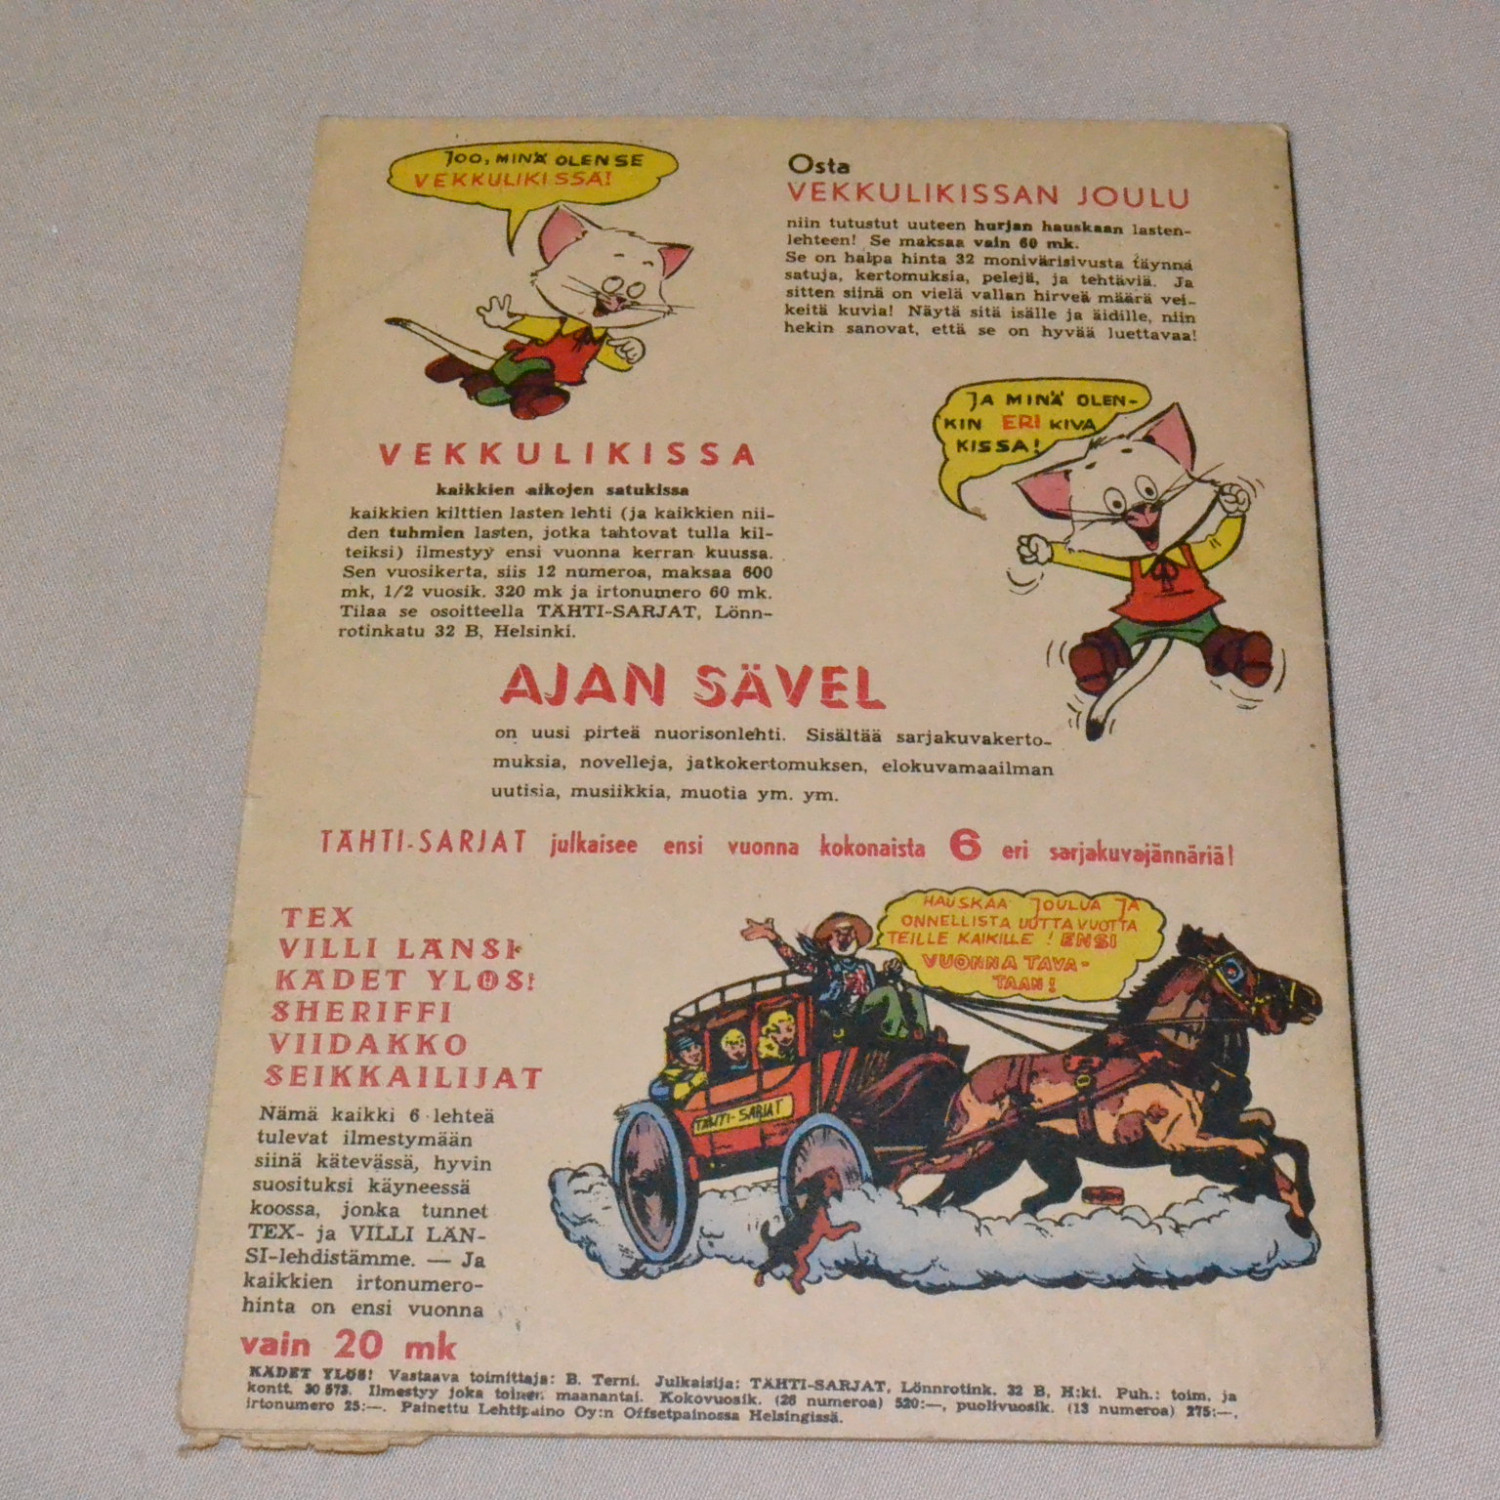 JOO, MINÄ OLEN SE
VEKKULIKISSA!
Osta
VEKKULIKISSAN JOULU
niin tutustut uuteen hurjan hauskaan lasten-
lehteen! Se maksaa vain 60 mk.
Se on halpa hinta 32 monivärisivusta täynnä
satuja, kertomuksia, pelejä, ja tehtäviä. Ja
sitten siinä on vielä vallan hirveä määrä vei-
keitä kuvia! Näytä sitä isälle ja äidille, niin
hekin sanovat, että se on hyvää luettavaa!
JA MINÄ OLEN-
KIN ERI KIVA
KISSA!
VEKKULIKISSA
kaikkien aikojen satukissa
kaikkien kilttien lasten lehti (ja kaikkien nii-
den tuhmien lasten, jotka tahtovat tulla kil-
teiksi) ilmestyy ensi vuonna kerran kuussa.
Sen vuosikerta, siis 12 numeroa, maksaa 600
mk, 1/2 vuosik. 320 mk ja irtonumero 60 mk.
Tilaa se osoitteella TÄHTI-SARJAT, Lönn-
rotinkatu 32 B, Helsinki.
AJAN SÄVEL
on uusi pirteä nuorisonlehti. Sisältää sarjakuvakerto-
muksia, novelleja, jatkokertomuksen, elokuvamaailman
uutisia, musiikkia, muotia ym. ym.
TÄHTI-SARJAT julkaisee ensi vuonna kokonaista 6 eri sarjakuvajännäriä!
TEX
VILLI LÄNSI
KÄDET YLÖS!
SHERIFFI
VIIDAKKO
SEIKKAILIJAT
HAUSKAA JOULUA JA
ONNELLISTA UUTTA VUOTTA
TEILLE KAIKILLE! ENSI
VUONNA TAVA-
TAAN!
TÄHTI-SARJAT
Nämä kaikki 6 lehteä
tulevat ilmestymään
siinä kätevässä, hyvin
suosituksi käyneessä
koossa, jonka tunnet
TEX- ja VILLI LÄN-
SI-lehdistämme. — Ja
kaikkien irtonumero-
hinta on ensi vuonna
vain 20 mk
KÄDET YLÖS! Vastaava toimittaja: B. Terni. Julkaisija: TÄHTI-SARJAT, Lönnrotink. 32 B, H:ki. Puh.: toim. ja
kontt. 30 573. Ilmestyy joka toinen maanantai. Kokovuosik. (26 numeroa) 520:—, puolivuosik. (13 numeroa) 275:—,
irtonumero 25:—. Painettu Lehtipaino Oy:n Offsetpainossa Helsingissä.